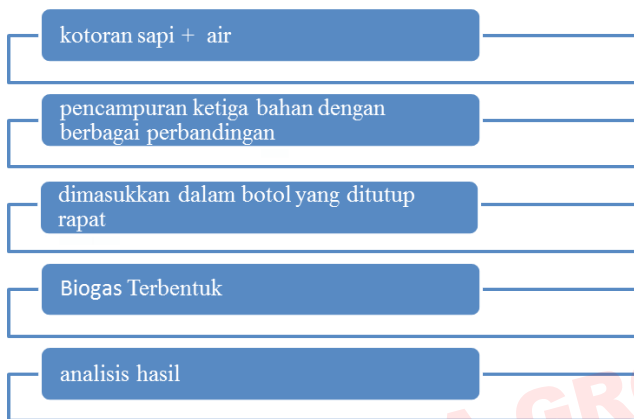 kotoran sapi + air
pencampuran ketiga bahan dengan
berbagai perbandingan
dimasukkan dalam botol yang ditutup
rapat
Biogas Terbentuk
analisis hasil
A GR